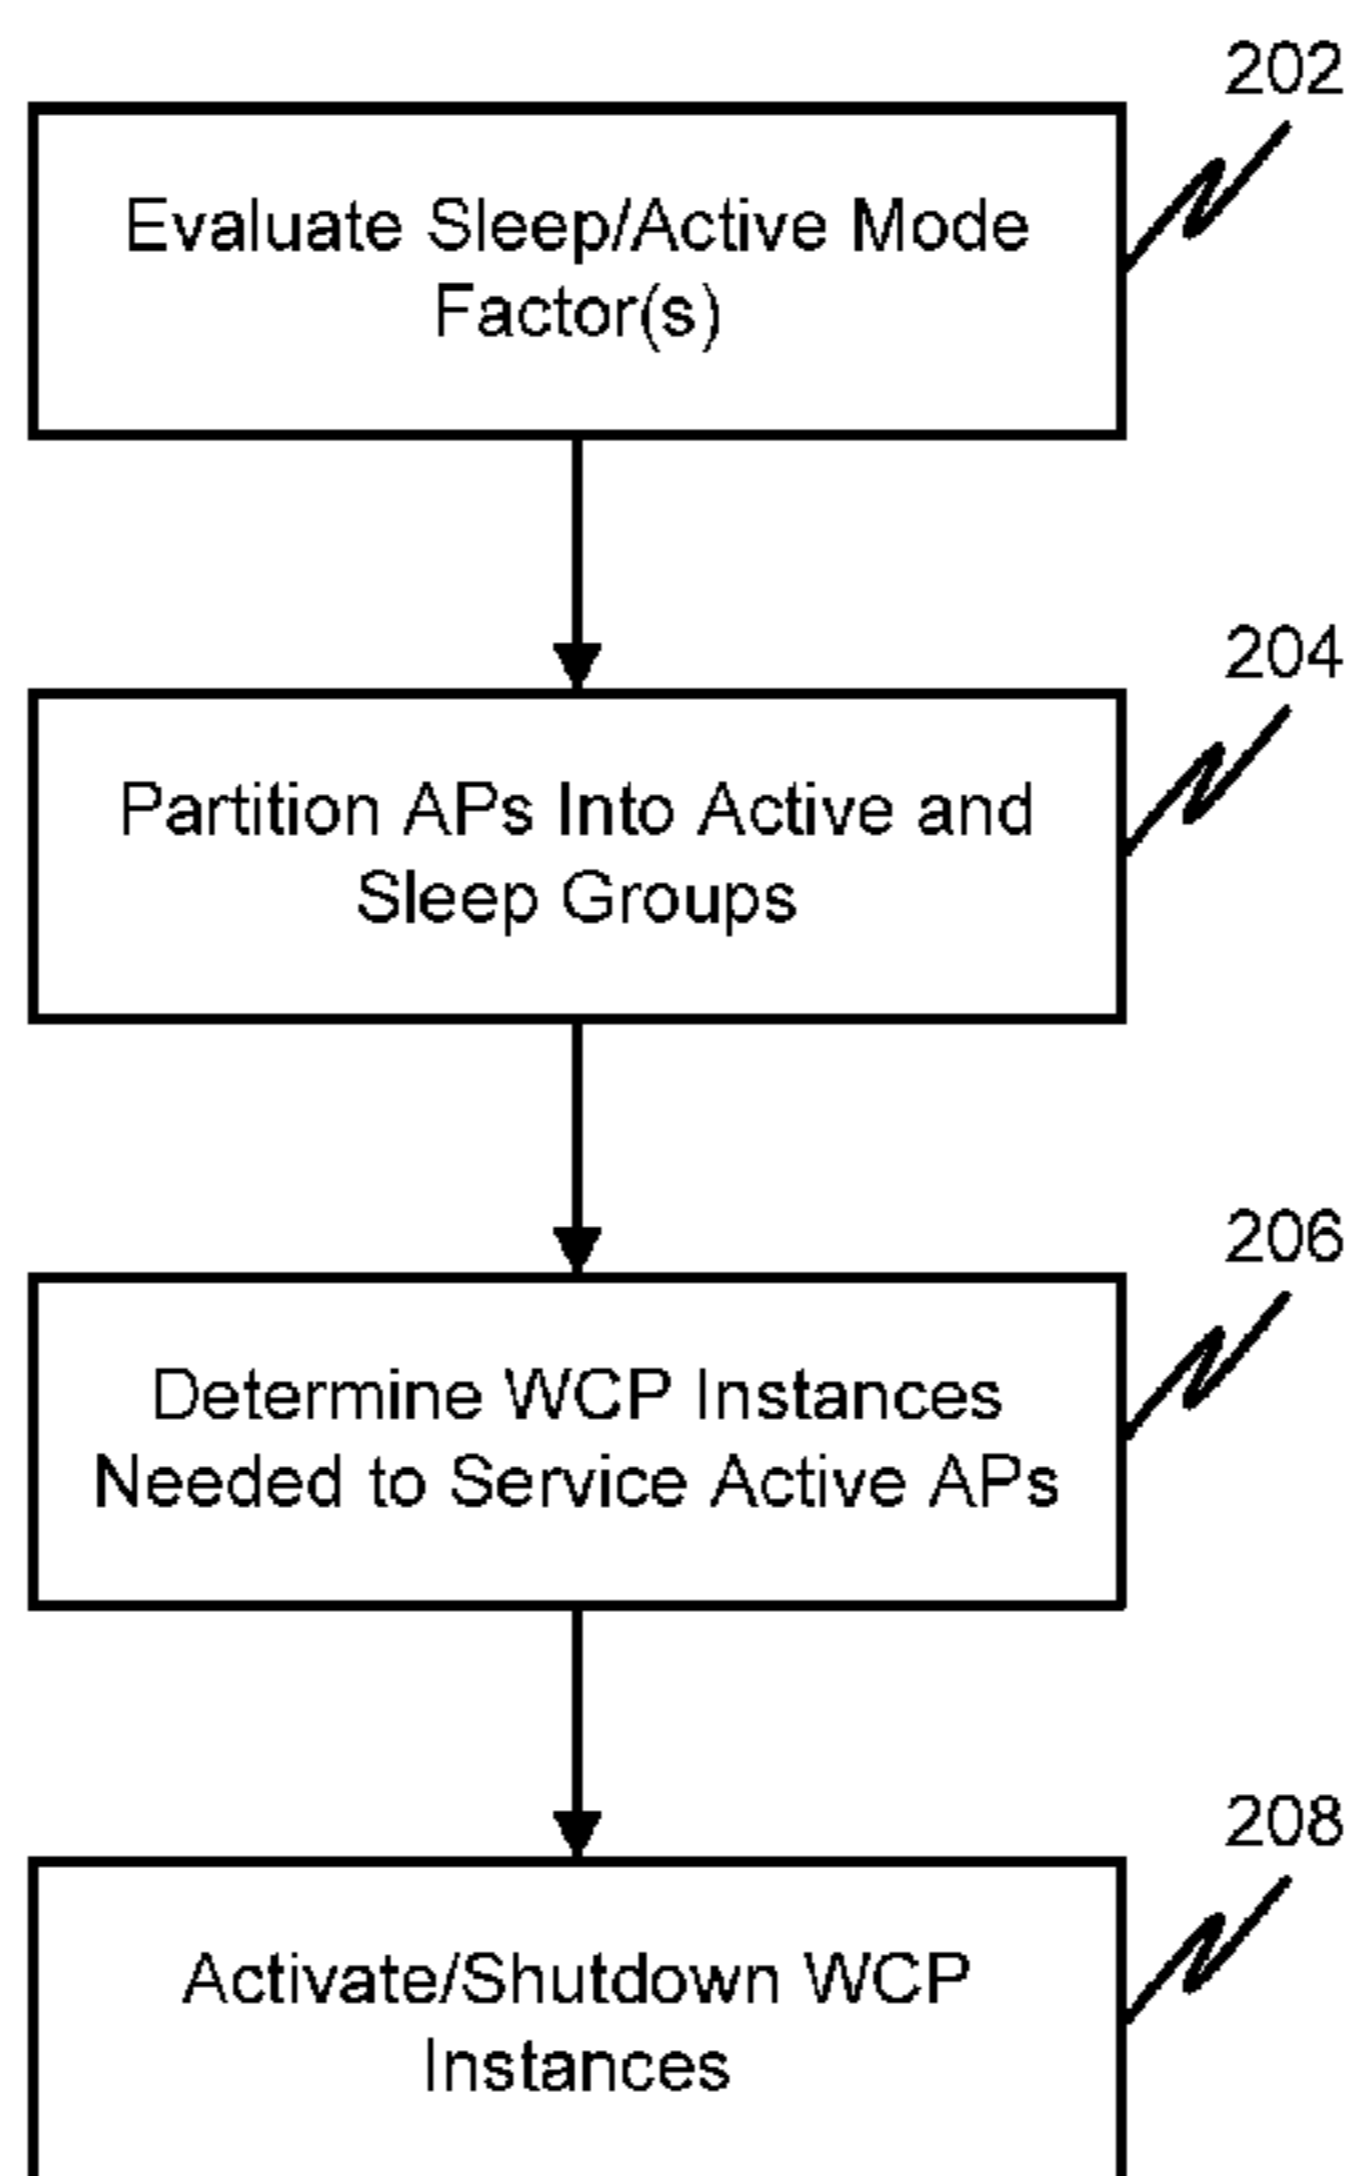 202
Evaluate Sleep/Active Mode
Factor(s)
204
Partition APs Into Active and
Sleep Groups
206
Determine WCP Instances
Needed to Service Active APs
208
Activate/Shutdown WCP
Instances